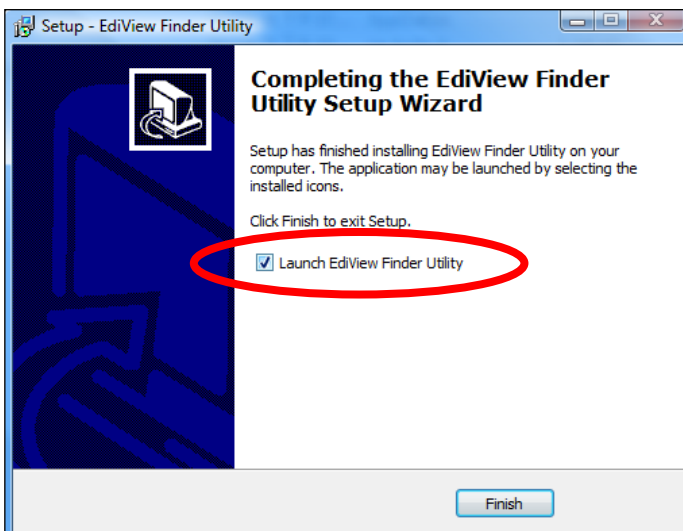 Setup - EdiView Finder Utility
Completing the EdiView Finder
Utility Setup Wizard
Setup has finished installing EdiView Finder Utility on your
computer. The application may be launched by selecting the
installed icons.
Click Finish to exit Setup.
Launch EdiView Finder Utility
Finish